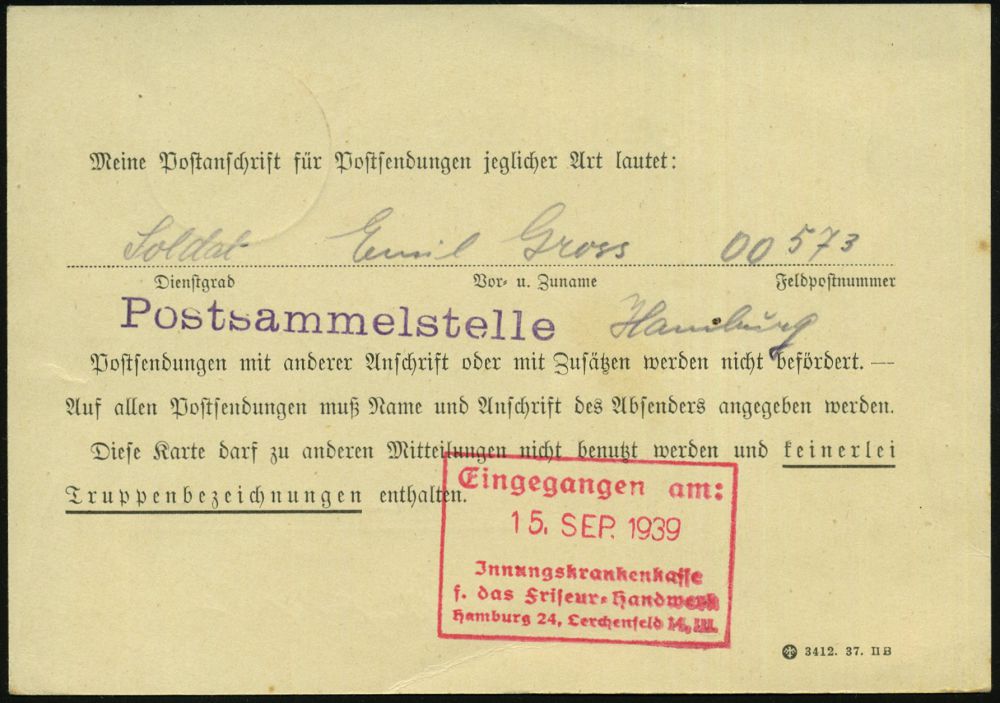 Meine Postanschrift für Postsendungen jeglicher Art lautet:
Soldat Emil Gross 00573
Dienstgrad Vor- u. Zuname Feldpostnummer
Postsammelstelle Hamburg
Postsendungen mit anderer Anschrift oder mit Zusätzen werden nicht befördert. —
Auf allen Postsendungen muß Name und Anschrift des Absenders angegeben werden.
Diese Karte darf zu anderen Mitteilungen nicht benutzt werden und keinerlei
Truppenbezeichnungen enthalten.
Eingegangen am:
15. SEP. 1939
Innungskrankenkasse
f. das Friseur-Handwerk
Hamburg 24, Lerchenfeld 14, III.
3412. 37. II B